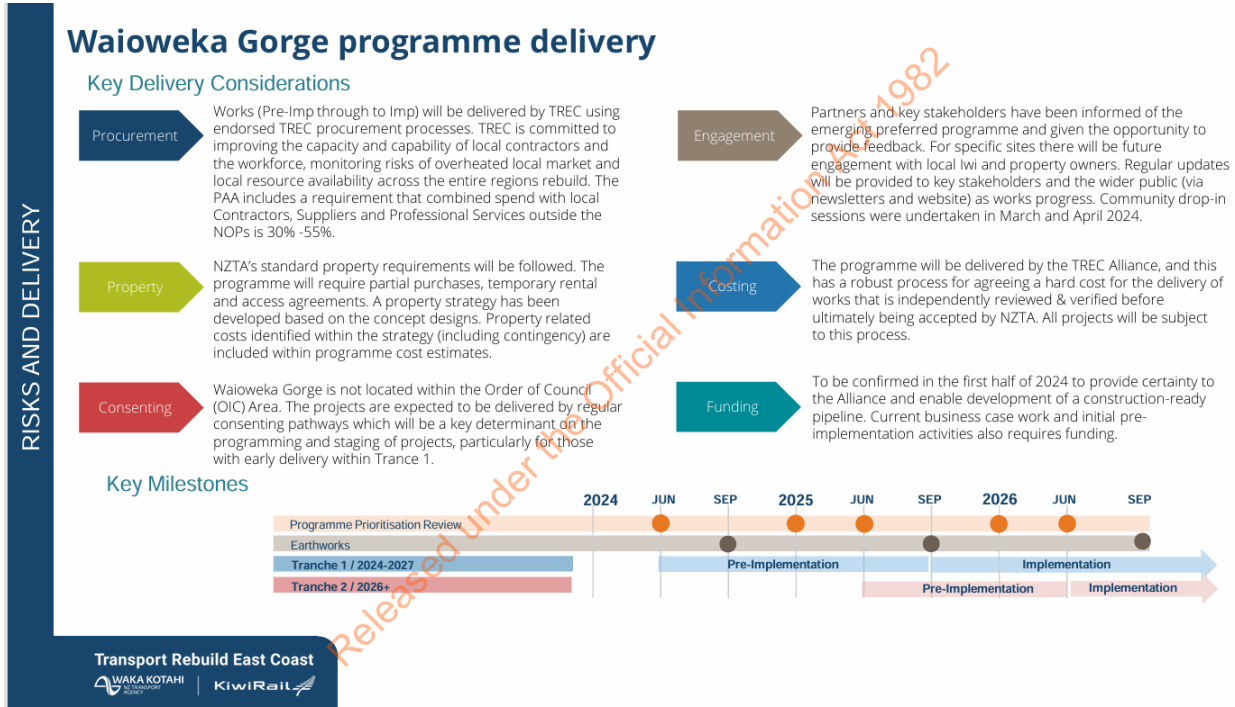 Waioweka Gorge programme delivery
Key Delivery Considerations
Procurement
Works (Pre-Imp through to Imp) will be delivered by TREC using
endorsed TREC procurement processes. TREC is committed to
improving the capacity and capability of local contractors and
the workforce, monitoring risks of overheated local market and
local resource availability across the entire regions rebuild. The
PAA includes a requirement that combined spend with local
Contractors, Suppliers and Professional Services outside the
NOPs is 30% -55%.
Property
NZTA's standard property requirements will be followed. The
programme will require partial purchases, temporary rental
and access agreements. A property strategy has been
developed based on the concept designs. Property related
costs identified within the strategy (including contingency) are
included within programme cost estimates.
Consenting
Waioweka Gorge is not located within the Order of Council
(OIC) Area. The projects are expected to be delivered by regular
consenting pathways which will be a key determinant on the
programming and staging of projects, particularly for those
with early delivery within Trance 1.
Engagement
Partners and key stakeholders have been informed of the
emerging preferred programme and given the opportunity to
provide feedback. For specific sites there will be future
engagement with local Iwi and property owners. Regular updates
will be provided to key stakeholders and the wider public (via
newsletters and website) as works progress. Community drop-in
sessions were undertaken in March and April 2024.
Costing
The programme will be delivered by the TREC Alliance, and this
has a robust process for agreeing a hard cost for the delivery of
works that is independently reviewed & verified before
ultimately being accepted by NZTA. All projects will be subject
to this process.
Funding
To be confirmed in the first half of 2024 to provide certainty to
the Alliance and enable development of a construction-ready
pipeline. Current business case work and initial pre-
implementation activities also requires funding.
RISKS AND DELIVERY
Key Milestones
2024 JUN SEP 2025 JUN SEP 2026 JUN SEP
Programme Prioritisation Review
Earthworks
Tranche 1 / 2024-2027 Pre-Implementation Implementation
Tranche 2 / 2026+ Pre-Implementation Implementation
Released under the Official Information Act 1982
Transport Rebuild East Coast
WAKA KOTAHI
NZ TRANSPORT
AGENCY
KiwiRail